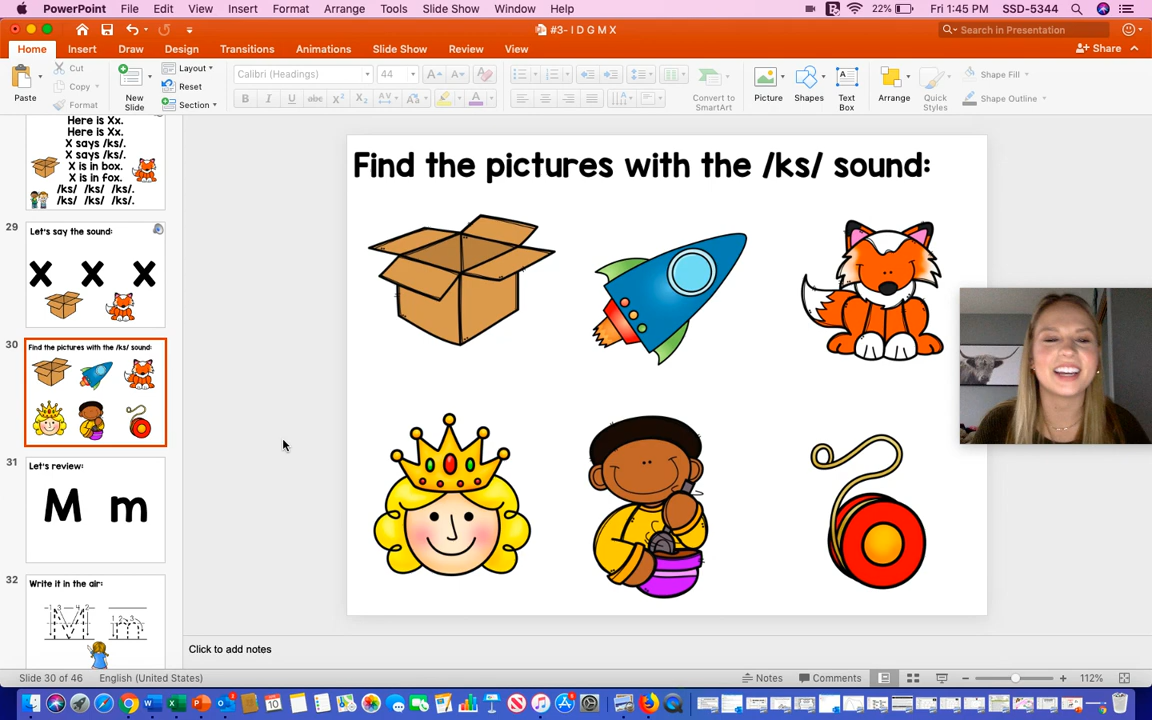 PowerPoint File Edit View Insert Format Arrange Tools Slide Show Window Help 22% Fri 1:45 PM SSD-5344
#3- I D G M X Search in Presentation
Home Insert Draw Design Transitions Animations Slide Show Review View Share
Paste Cut Copy Format
New Slide Layout Reset Section
Calibri (Headings) 44
B I U abc X² X₂ AV Aa A
Convert to SmartArt
Picture Shapes Text Box Arrange Quick Styles Shape Fill Shape Outline
Here is Xx.
Here is Xx.
X says /ks/.
X says /ks/.
X is in box.
X is in fox.
/ks/ /ks/ /ks/.
/ks/ /ks/ /ks/.
29
Let's say the sound:
X X X
30
Find the pictures with the /ks/ sound:
31
Let's review:
M m
32
Write it in the air:
M m
Find the pictures with the /ks/ sound:
Click to add notes
Slide 30 of 46 English (United States) Notes Comments 112%